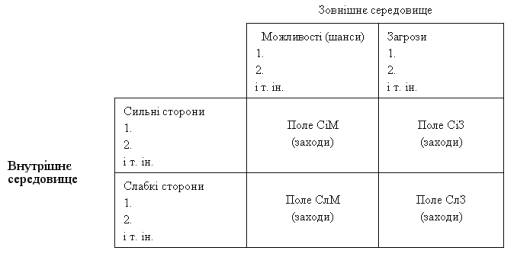 Зовнішнє середовище
Можливості (шанси)
1.
2.
і т. ін.
Загрози
1.
2.
і т. ін.
Внутрішнє
середовище
Сильні сторони
1.
2.
і т. ін.
Поле СіМ
(заходи)
Поле СіЗ
(заходи)
Слабкі сторони
1.
2.
і т. ін.
Поле СлМ
(заходи)
Поле СлЗ
(заходи)